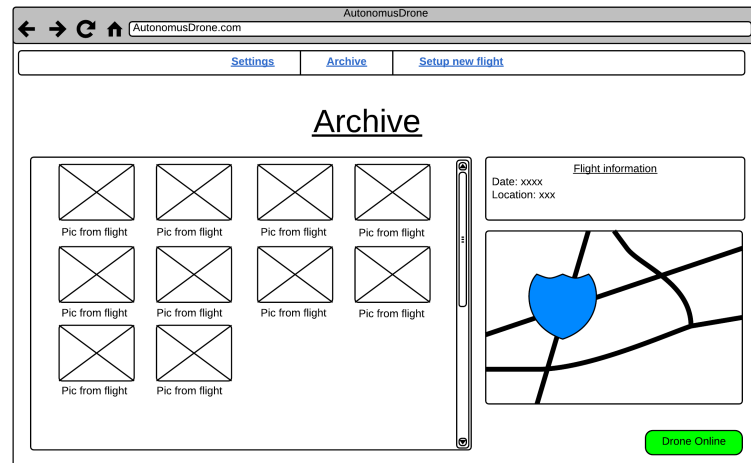 AutonomusDrone
AutonomusDrone.com
Settings Archive Setup new flight
Archive
Pic from flight Pic from flight Pic from flight Pic from flight
Pic from flight Pic from flight Pic from flight Pic from flight
Pic from flight Pic from flight
Flight information
Date: xxxx
Location: xxx
Drone Online